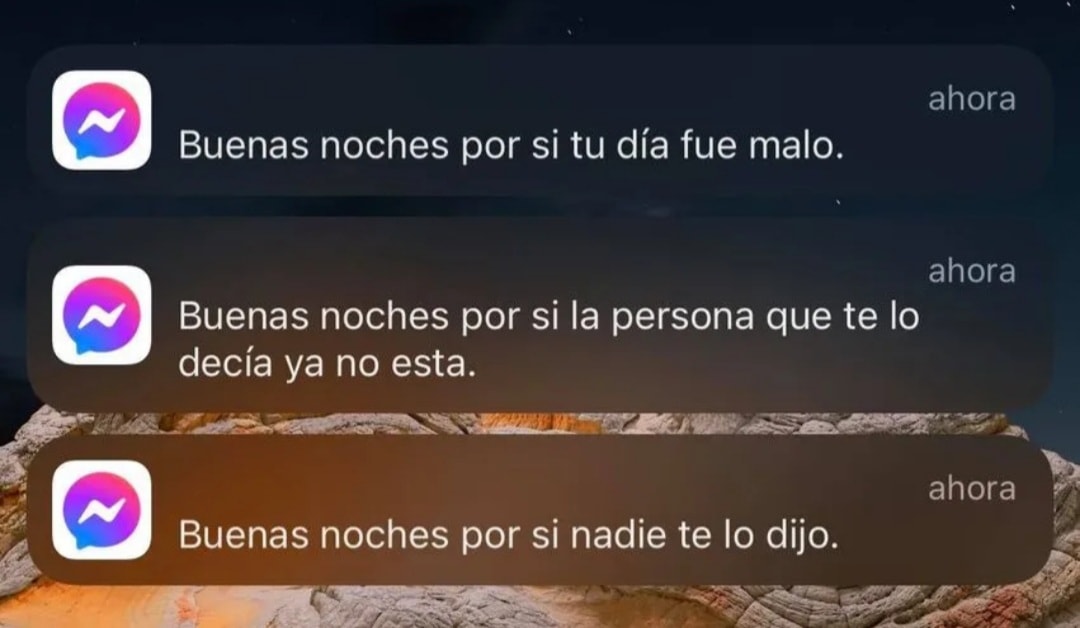 ahora
Buenas noches por si tu día fue malo.
ahora
Buenas noches por si la persona que te lo
decía ya no esta.
ahora
Buenas noches por si nadie te lo dijo.